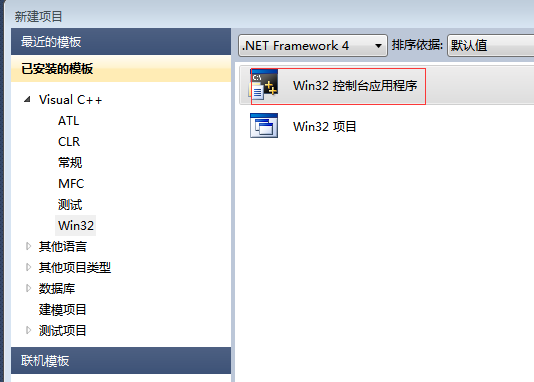 新建项目
最近的模板
已安装的模板
Visual C++
ATL
CLR
常规
MFC
测试
Win32
其他语言
其他项目类型
数据库
建模项目
测试项目
联机模板
.NET Framework 4 排序依据: 默认值
C:\
Win32 控制台应用程序
Win32 项目